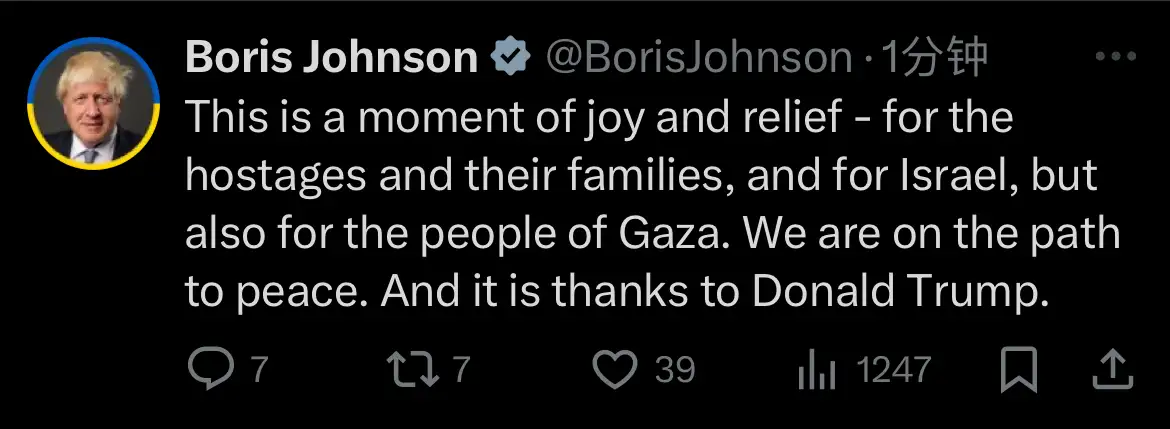 Boris Johnson @BorisJohnson · 1分钟
This is a moment of joy and relief - for the
hostages and their families, and for Israel, but
also for the people of Gaza. We are on the path
to peace. And it is thanks to Donald Trump.
7 7 39 1247